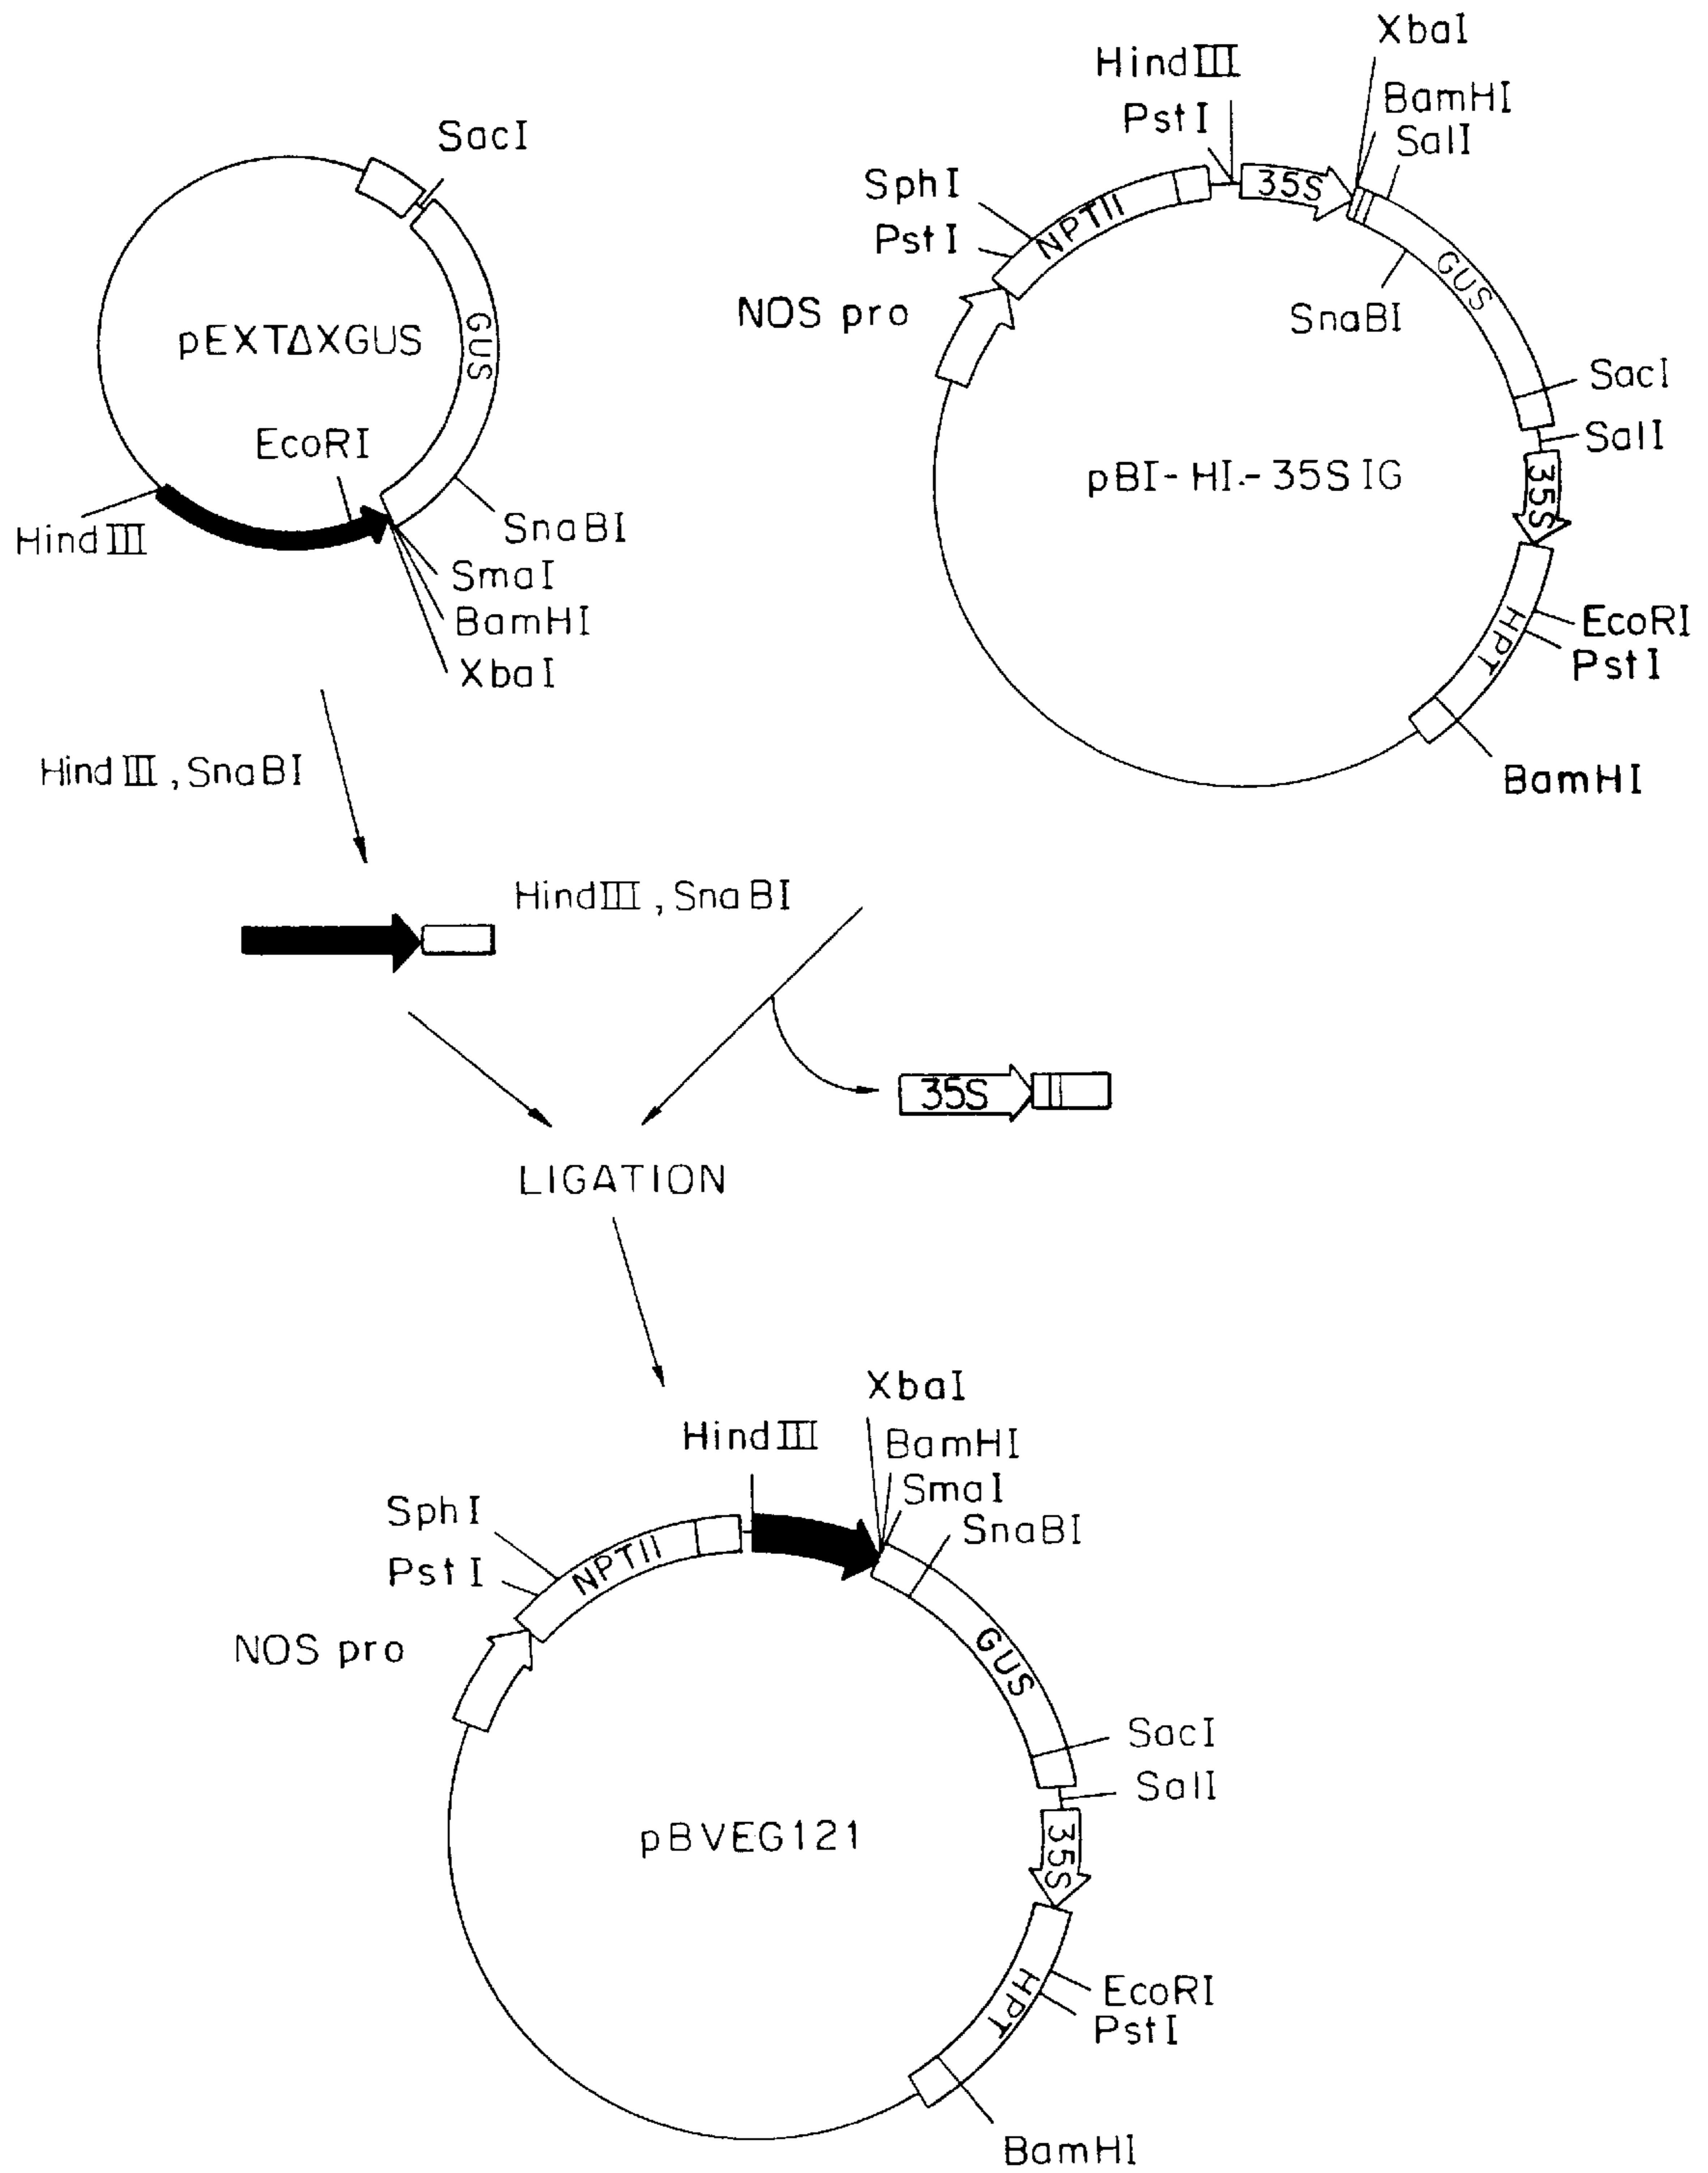 SacI
pEXTΔXGUS
GUS
EcoRI
HindIII
SnaBI
SmaI
BamHI
XbaI
XbaI
HindIII
BamHI
PstI
SalI
35S
SphI
NPTII
PstI
GUS
NOS pro
SnaBI
SacI
SalI
pBI-HI-35SIG
35S
EcoRI
HPT
PstI
BamHI
HindIII, SnaBI
HindIII, SnaBI
35S
LIGATION
XbaI
HindIII
BamHI
SmaI
SphI
SnaBI
NPTII
PstI
NOS pro
GUS
SacI
SalI
pBVEG121
35S
EcoRI
HPT
PstI
BamHI